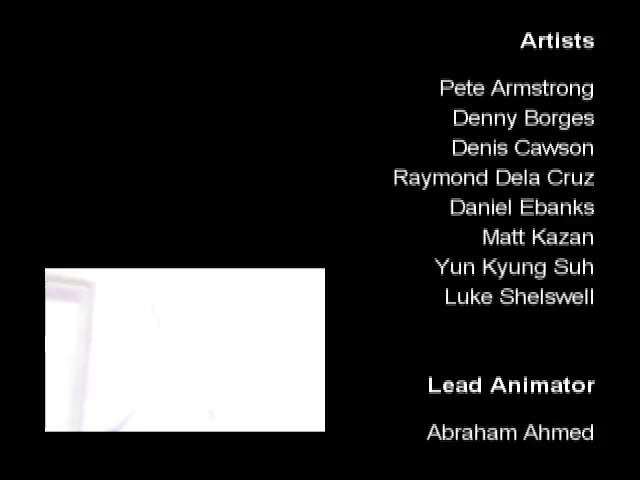 Artists
Pete Armstrong
Denny Borges
Denis Cawson
Raymond Dela Cruz
Daniel Ebanks
Matt Kazan
Yun Kyung Suh
Luke Shelswell
Lead Animator
Abraham Ahmed